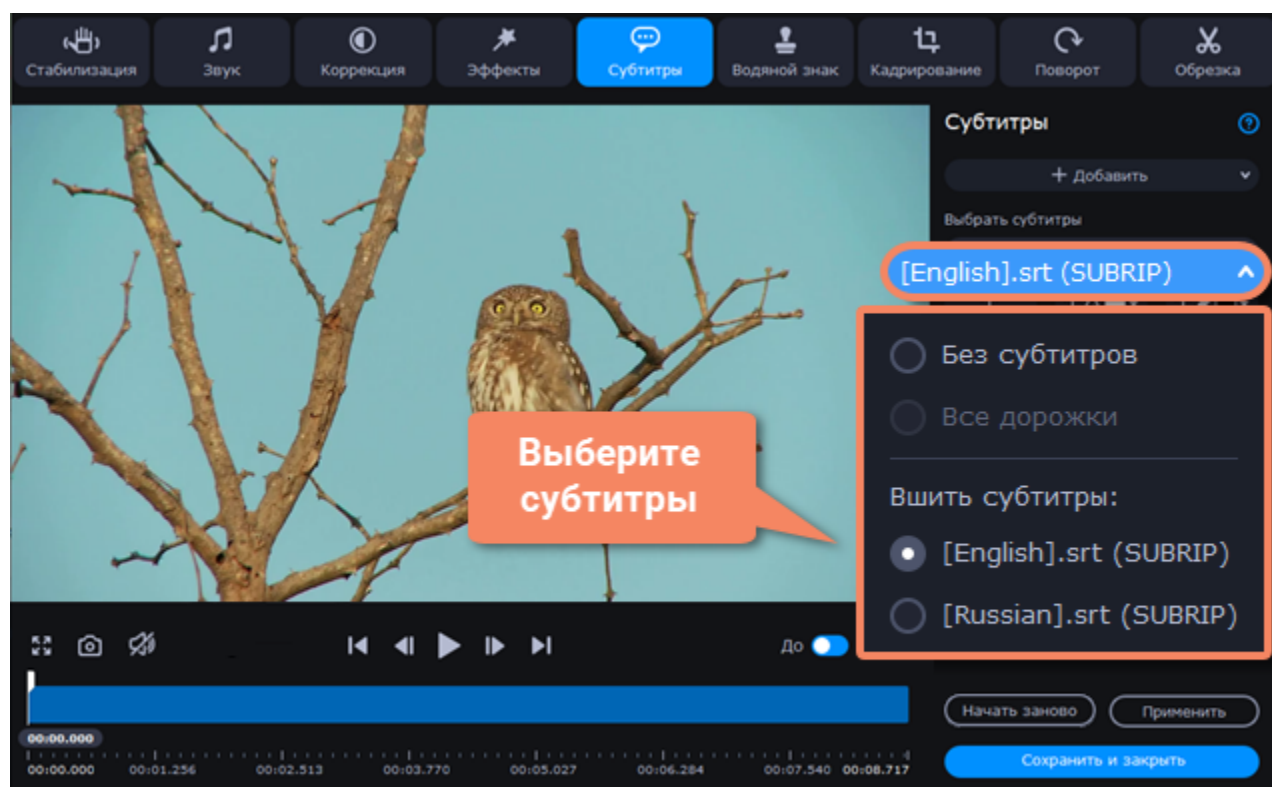 Стабилизация
Звук
Коррекция
Эффекты
Субтитры
Водяной знак
Кадрирование
Поворот
Обрезка
Субтитры
?
+ Добавить
Выбрать субтитры
[English].srt (SUBRIP)
Без субтитров
Все дорожки
Вшить субтитры:
[English].srt (SUBRIP)
[Russian].srt (SUBRIP)
Выберите
субтитры
До
00:00.000
00:00.000 00:01.256 00:02.513 00:03.770 00:05.027 00:06.284 00:07.540 00:08.717
Начать заново
Применить
Сохранить и закрыть